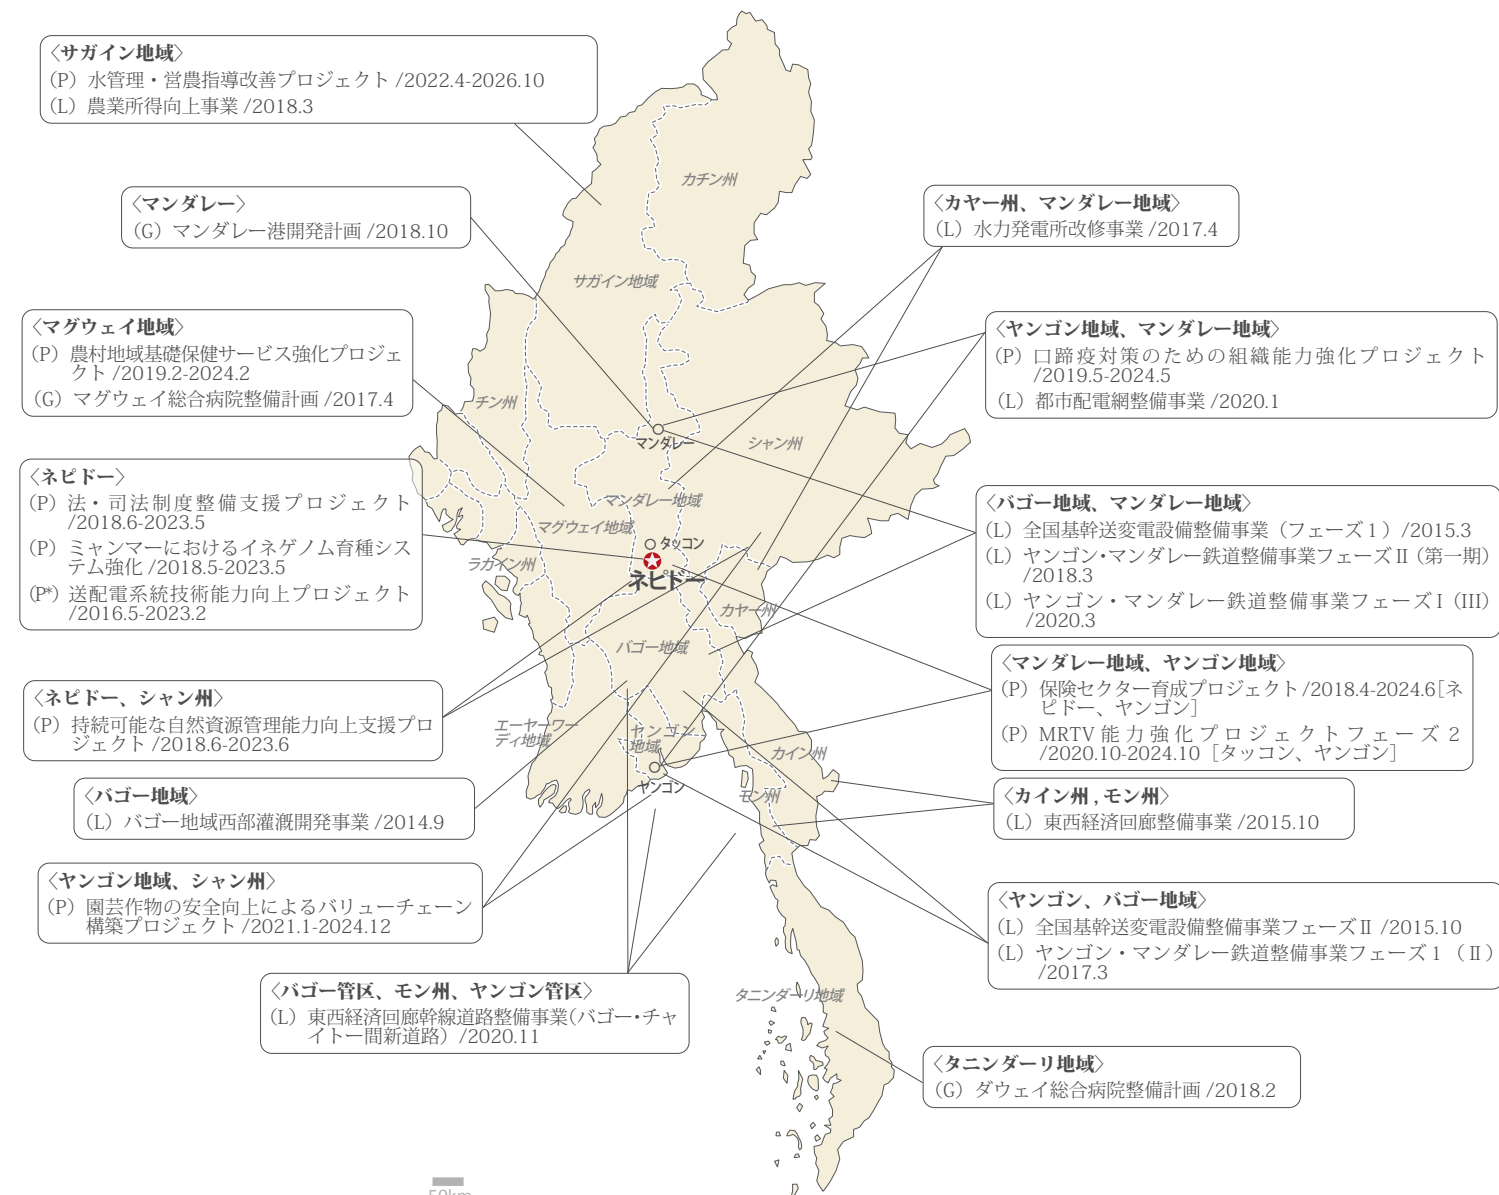 〈サガイン地域〉
(P) 水管理・営農指導改善プロジェクト /2022.4-2026.10
(L) 農業所得向上事業 /2018.3
〈マンダレー〉
(G) マンダレー港開発計画 /2018.10
〈マグウェイ地域〉
(P) 農村地域基礎保健サービス強化プロジェ
クト /2019.2-2024.2
(G) マグウェイ総合病院整備計画 /2017.4
〈ネピドー〉
(P) 法・司法制度整備支援プロジェクト
/2018.6-2023.5
(P) ミャンマーにおけるイネゲノム育種シス
テム強化 /2018.5-2023.5
(P*) 送配電系統技術能力向上プロジェクト
/2016.5-2023.2
〈ネピドー、シャン州〉
(P) 持続可能な自然資源管理能力向上支援プロ
ジェクト /2018.6-2023.6
〈バゴー地域〉
(L) バゴー地域西部灌漑開発事業 /2014.9
〈ヤンゴン地域、シャン州〉
(P) 園芸作物の安全向上によるバリューチェーン
構築プロジェクト /2021.1-2024.12
〈バゴー管区、モン州、ヤンゴン管区〉
(L) 東西経済回廊幹線道路整備事業(バゴー・チャ
イトー間新道路) /2020.11
カチン州
サガイン地域
チン州
マンダレー
シャン州
マンダレー地域
マグウェイ地域
タッコン
ラカイン州
ネピドー
カヤー州
バゴー地域
エーヤーワー
ディ地域
ヤンゴン
地域
カイン州
ヤンゴン
モン州
タニンダーリ地域
〈カヤー州、マンダレー地域〉
(L) 水力発電所改修事業 /2017.4
〈ヤンゴン地域、マンダレー地域〉
(P) 口蹄疫対策のための組織能力強化プロジェクト
/2019.5-2024.5
(L) 都市配電網整備事業 /2020.1
〈バゴー地域、マンダレー地域〉
(L) 全国基幹送変電設備整備事業（フェーズ 1）/2015.3
(L) ヤンゴン・マンダレー鉄道整備事業フェーズ II（第一期）
/2018.3
(L) ヤンゴン・マンダレー鉄道整備事業フェーズ I (III)
/2020.3
〈マンダレー地域、ヤンゴン地域〉
(P) 保険セクター育成プロジェクト /2018.4-2024.6［ネ
ピドー、ヤンゴン］
(P) MRTV 能力強化プロジェクトフェーズ 2
/2020.10-2024.10［タッコン、ヤンゴン］
〈カイン州 , モン州〉
(L) 東西経済回廊整備事業 /2015.10
〈ヤンゴン、バゴー地域〉
(L) 全国基幹送変電設備整備事業フェーズ II /2015.10
(L) ヤンゴン・マンダレー鉄道整備事業フェーズ 1 （ II ）
/2017.3
〈タニンダーリ地域〉
(G) ダウェイ総合病院整備計画 /2018.2
50km